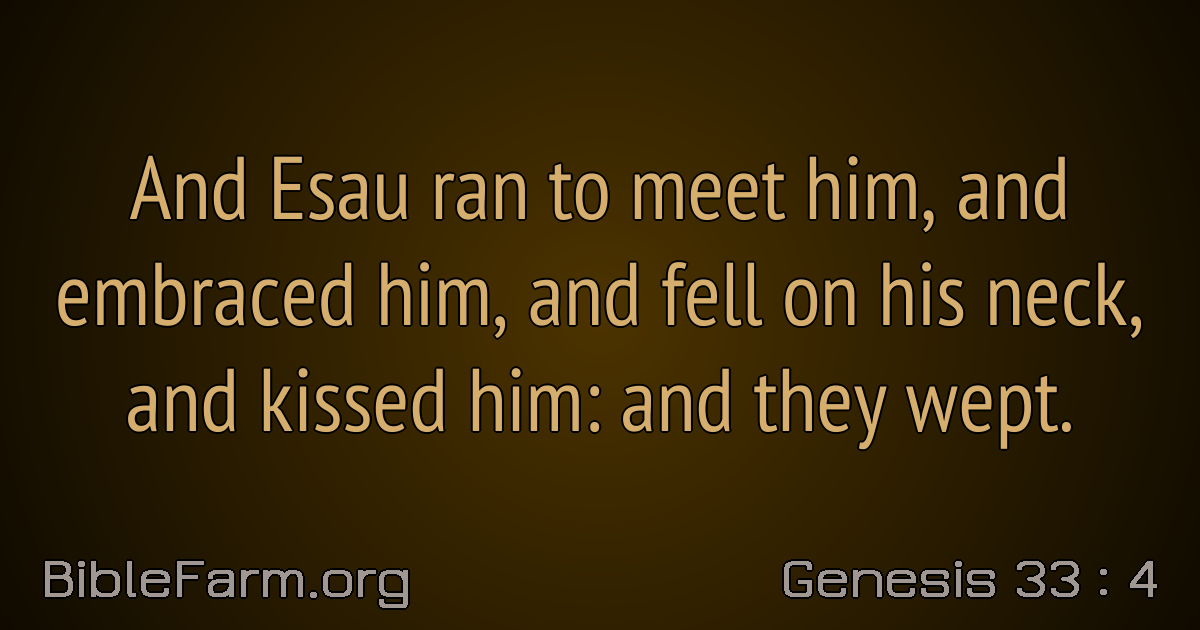 And Esau ran to meet him, and
embraced him, and fell on his neck,
and kissed him: and they wept.
BibleFarm.org
Genesis 33 : 4